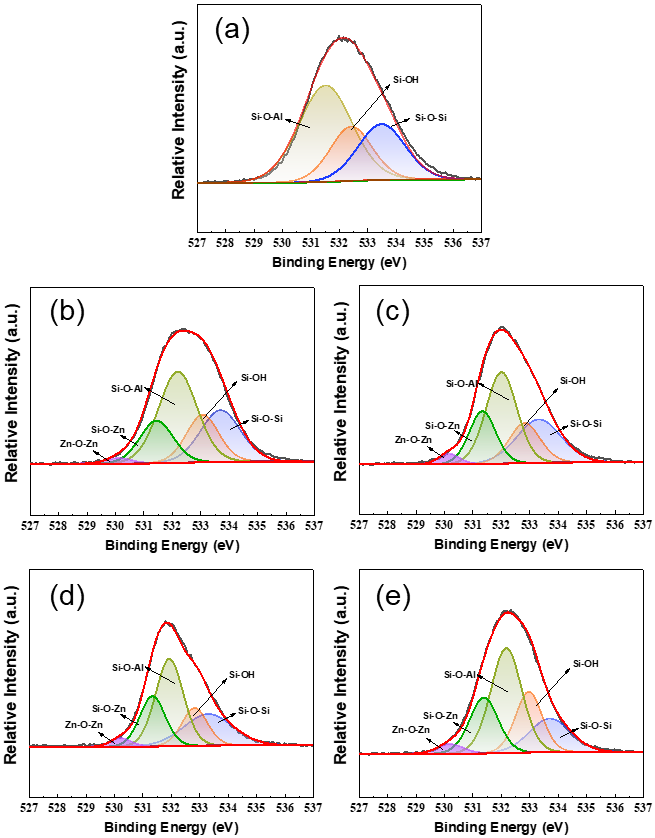 (a)
Relative Intensity (a.u.)
Si-O-Al
Si-OH
Si-O-Si
527 528 529 530 531 532 533 534 535 536 537
Binding Energy (eV)
(b)
Relative Intensity (a.u.)
Si-O-Al
Si-OH
Si-O-Zn
Si-O-Si
Zn-O-Zn
527 528 529 530 531 532 533 534 535 536 537
Binding Energy (eV)
(c)
Relative Intensity (a.u.)
Si-O-Al
Si-OH
Si-O-Zn
Si-O-Si
Zn-O-Zn
527 528 529 530 531 532 533 534 535 536 537
Binding Energy (eV)
(d)
Relative Intensity (a.u.)
Si-O-Al
Si-OH
Si-O-Zn
Si-O-Si
Zn-O-Zn
527 528 529 530 531 532 533 534 535 536 537
Binding Energy (eV)
(e)
Relative Intensity (a.u.)
Si-O-Al
Si-OH
Si-O-Zn
Zn-O-Zn
Si-O-Si
527 528 529 530 531 532 533 534 535 536 537
Binding Energy (eV)